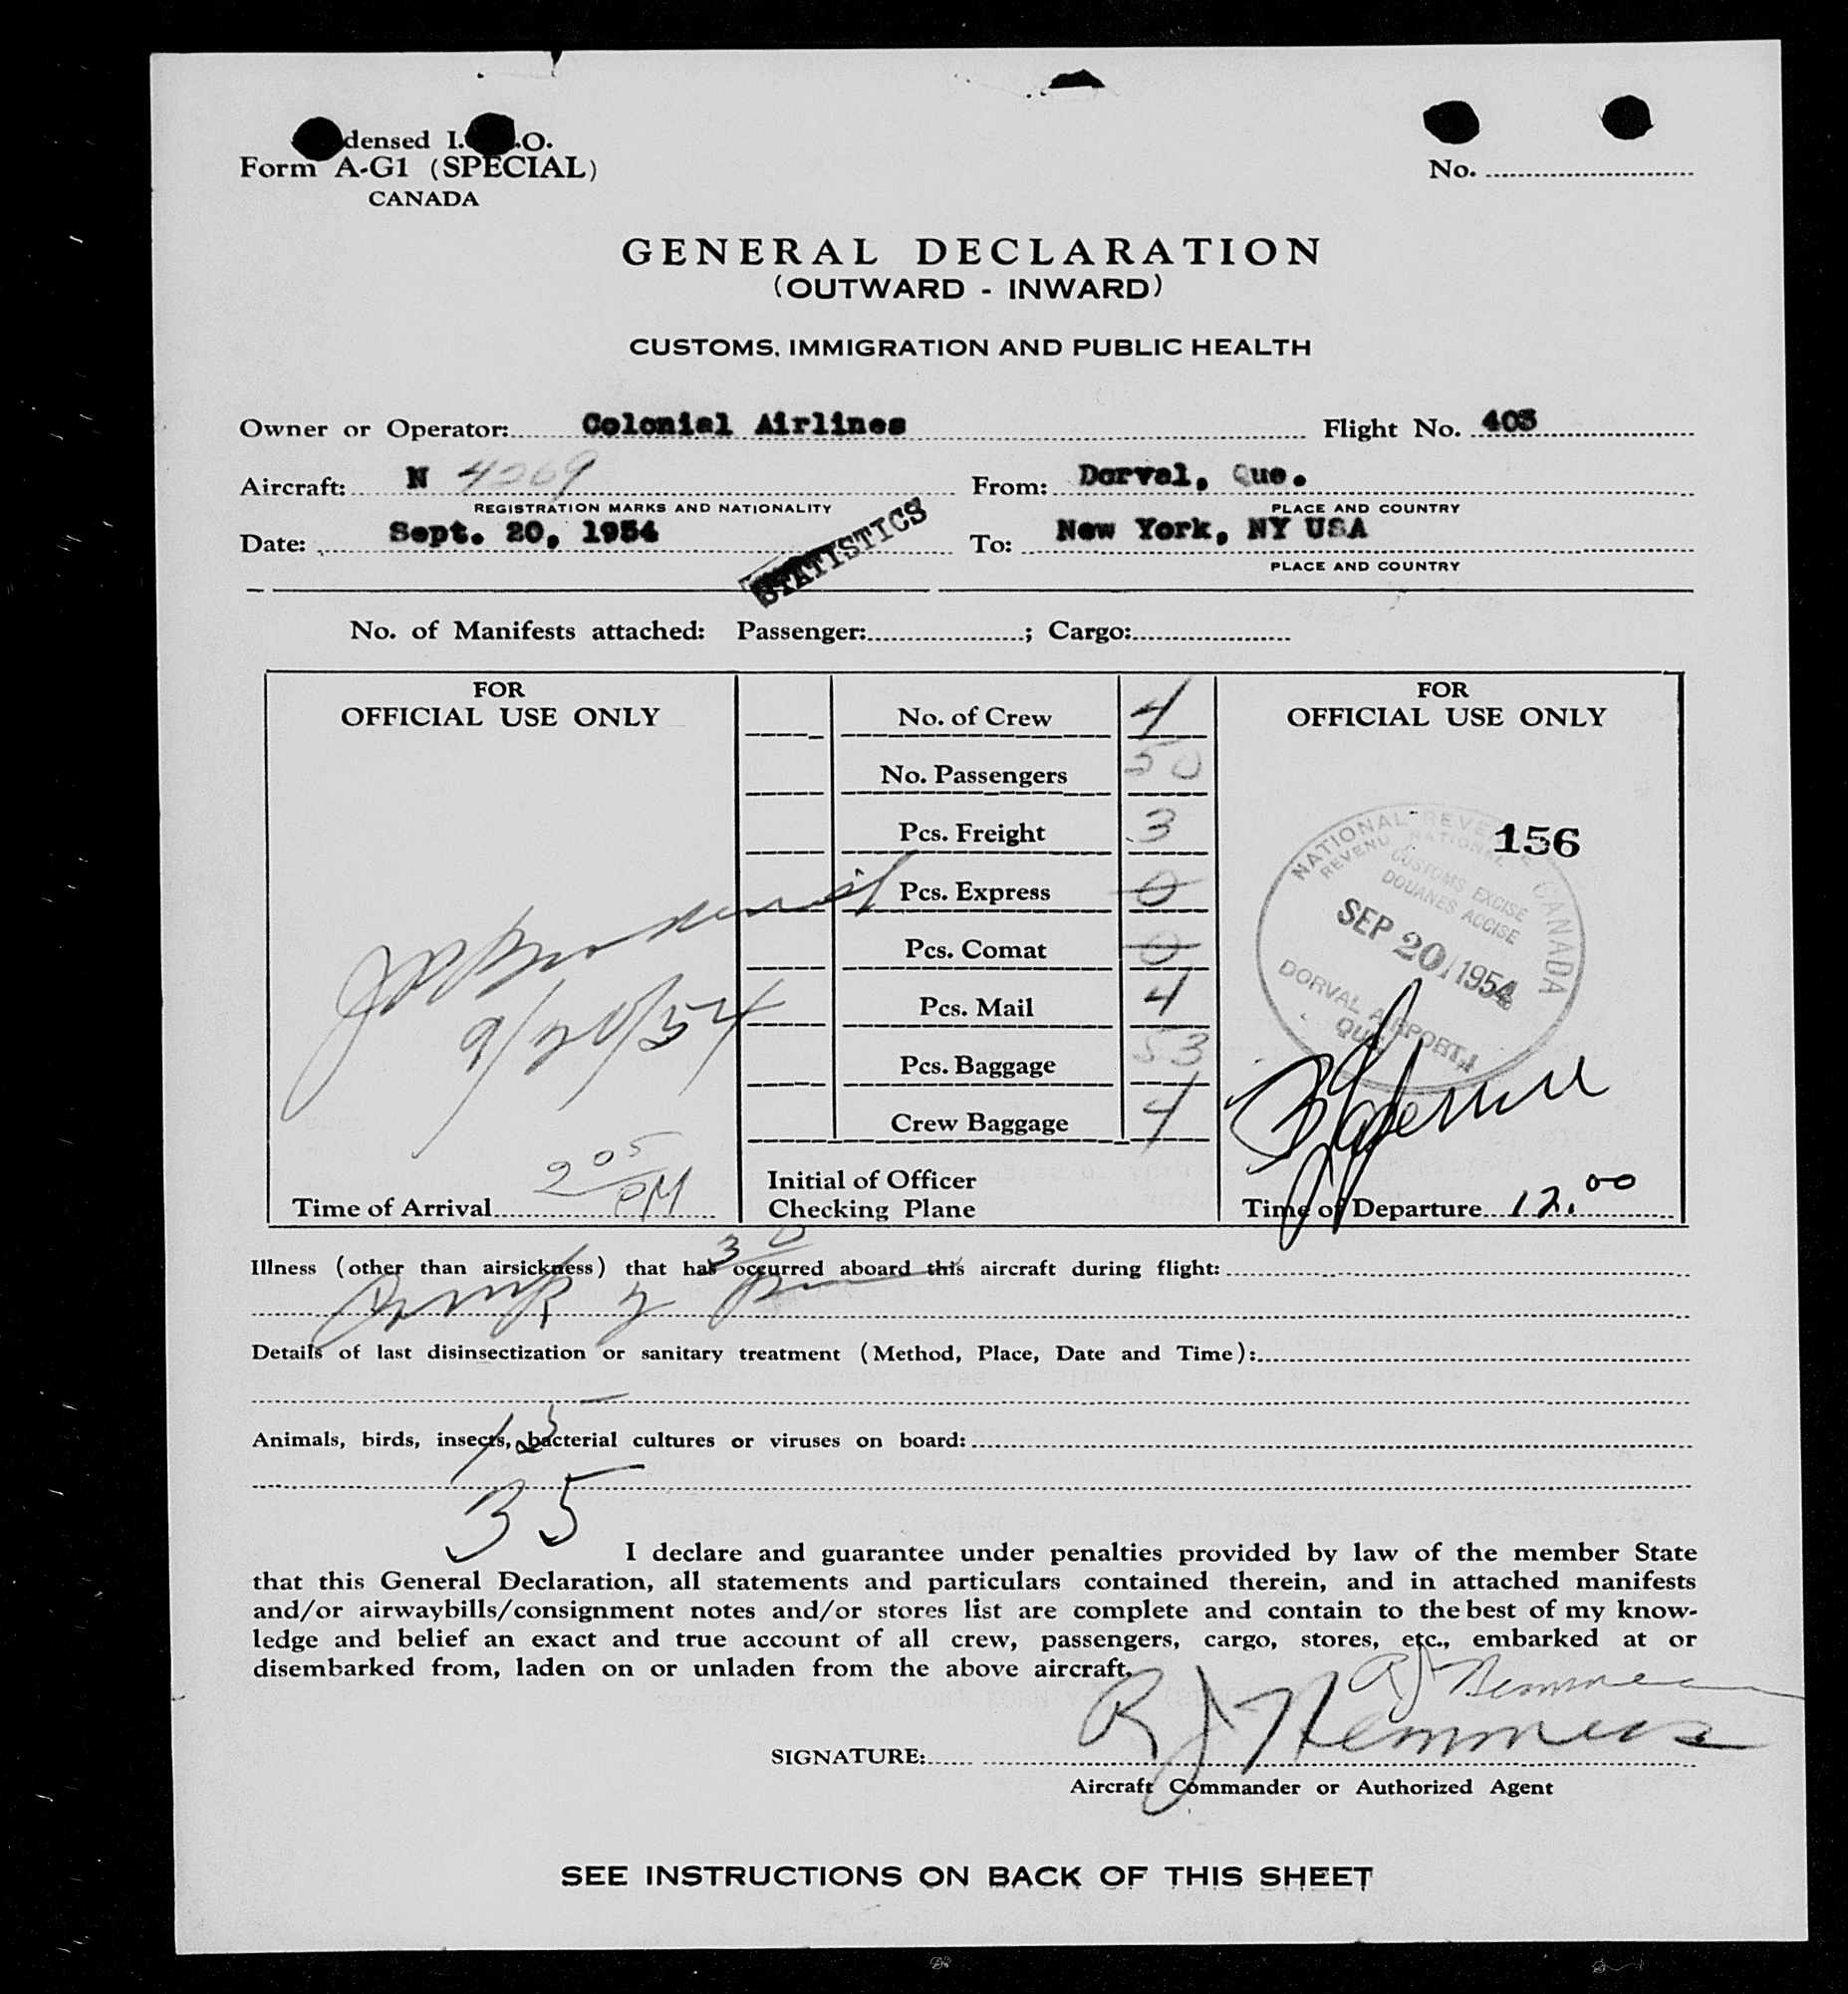 densed I. .O.
Form A-G1 (SPECIAL)
CANADA
No.
GENERAL DECLARATION
(OUTWARD - INWARD)
CUSTOMS, IMMIGRATION AND PUBLIC HEALTH
Owner or Operator: Colonial Airlines Flight No. 403
Aircraft: N 4269 From: Dorval, Que.
REGISTRATION MARKS AND NATIONALITY PLACE AND COUNTRY
Date: Sept. 20, 1954 To: New York, NY USA
PLACE AND COUNTRY
STATISTICS
No. of Manifests attached: Passenger: ; Cargo:
FOR
OFFICIAL USE ONLY
9/20/54
Time of Arrival 2 05 PM
No. of Crew 4
No. Passengers 50
Pcs. Freight 3
Pcs. Express 0
Pcs. Comat 0
Pcs. Mail 4
Pcs. Baggage 53
Crew Baggage 4
Initial of Officer
Checking Plane
FOR
OFFICIAL USE ONLY
156
NATIONAL REVENUE CANADA
REVENU NATIONAL
CUSTOMS EXCISE
DOUANES ACCISE
SEP 20 1954
DORVAL AIRPORT
QUE.
Time of Departure 12.00
Illness (other than airsickness) that has occurred aboard this aircraft during flight:
Details of last disinsectization or sanitary treatment (Method, Place, Date and Time):
Animals, birds, insects, bacterial cultures or viruses on board:
15
35
I declare and guarantee under penalties provided by law of the member State
that this General Declaration, all statements and particulars contained therein, and in attached manifests
and/or airwaybills/consignment notes and/or stores list are complete and contain to the best of my know-
ledge and belief an exact and true account of all crew, passengers, cargo, stores, etc., embarked at or
disembarked from, laden on or unladen from the above aircraft.
SIGNATURE: RJ Hemmens
Aircraft Commander or Authorized Agent
SEE INSTRUCTIONS ON BACK OF THIS SHEET